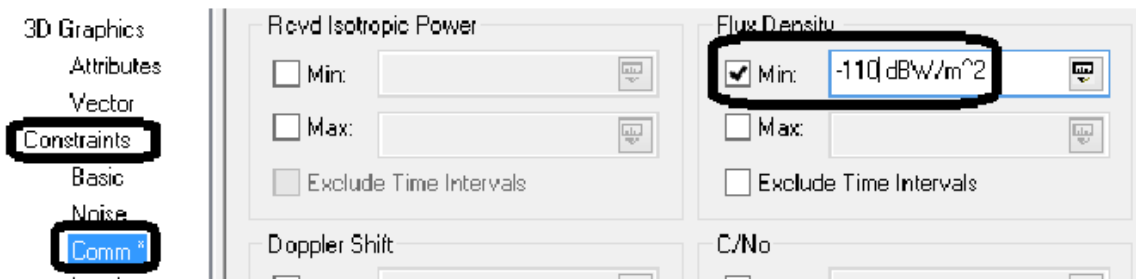 3D Graphics
Attributes
Vector
Constraints
Basic
Noise
Comm *
Rcvd Isotropic Power
Min:
Max:
Exclude Time Intervals
Doppler Shift
Flux Density
Min: -110 dBW/m^2
Max:
Exclude Time Intervals
C/No